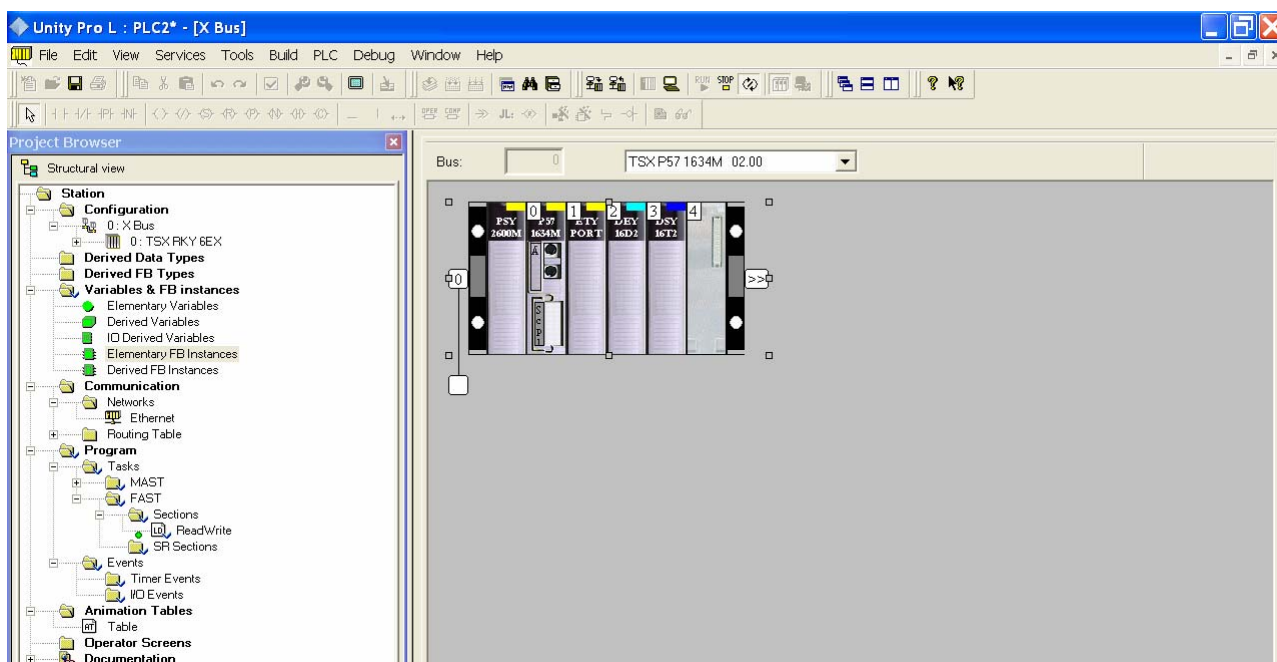 Unity Pro L : PLC2* - [X Bus]
File Edit View Services Tools Build PLC Debug Window Help
Project Browser
Structural view
Station
Configuration
0 : X Bus
0 : TSX RKY 6EX
Derived Data Types
Derived FB Types
Variables & FB instances
Elementary Variables
Derived Variables
IO Derived Variables
Elementary FB Instances
Derived FB Instances
Communication
Networks
Ethernet
Routing Table
Program
Tasks
MAST
FAST
Sections
LD ReadWrite
SR Sections
Events
Timer Events
I/O Events
Animation Tables
Table
Operator Screens
Documentation
Bus: 0 TSX P57 1634M 02.00
0 1 2 3 4
PSY P57 ETY DEY DSY
2600M 1634M PORT 16D2 16T2
A
0 >>